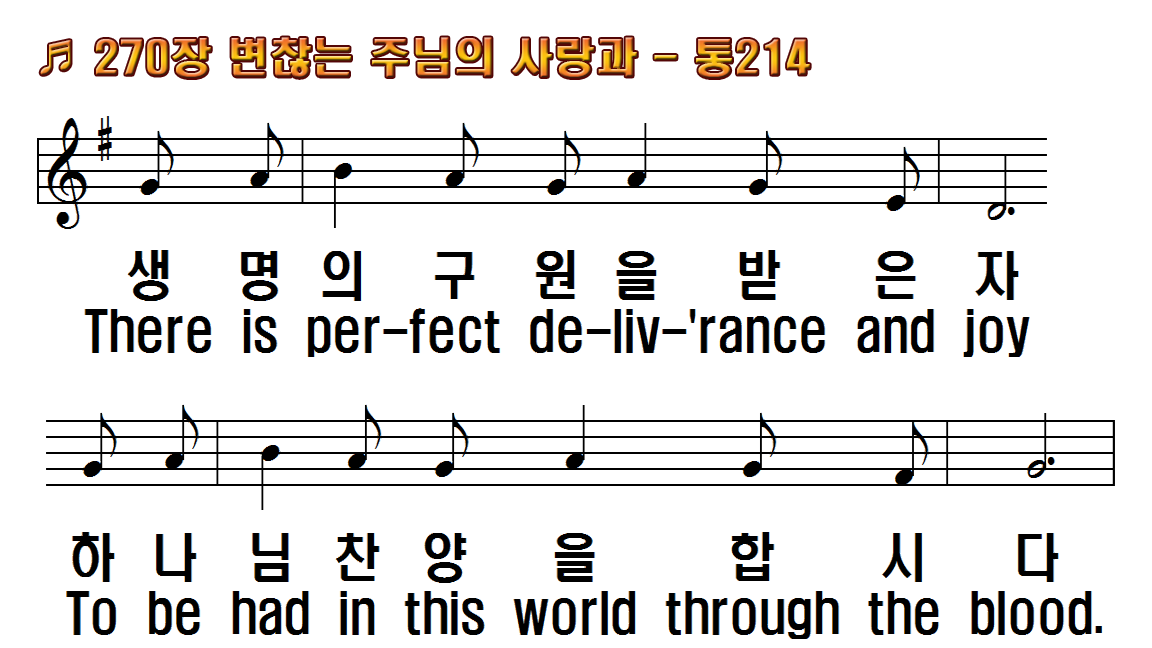 ♬ 270장 변찮는 주님의 사랑과 - 통214
생 명 의 구 원 을 받 은 자
There is per-fect de-liv-'rance and joy
하 나 님 찬 양 을 합 시 다
To be had in this world through the blood.